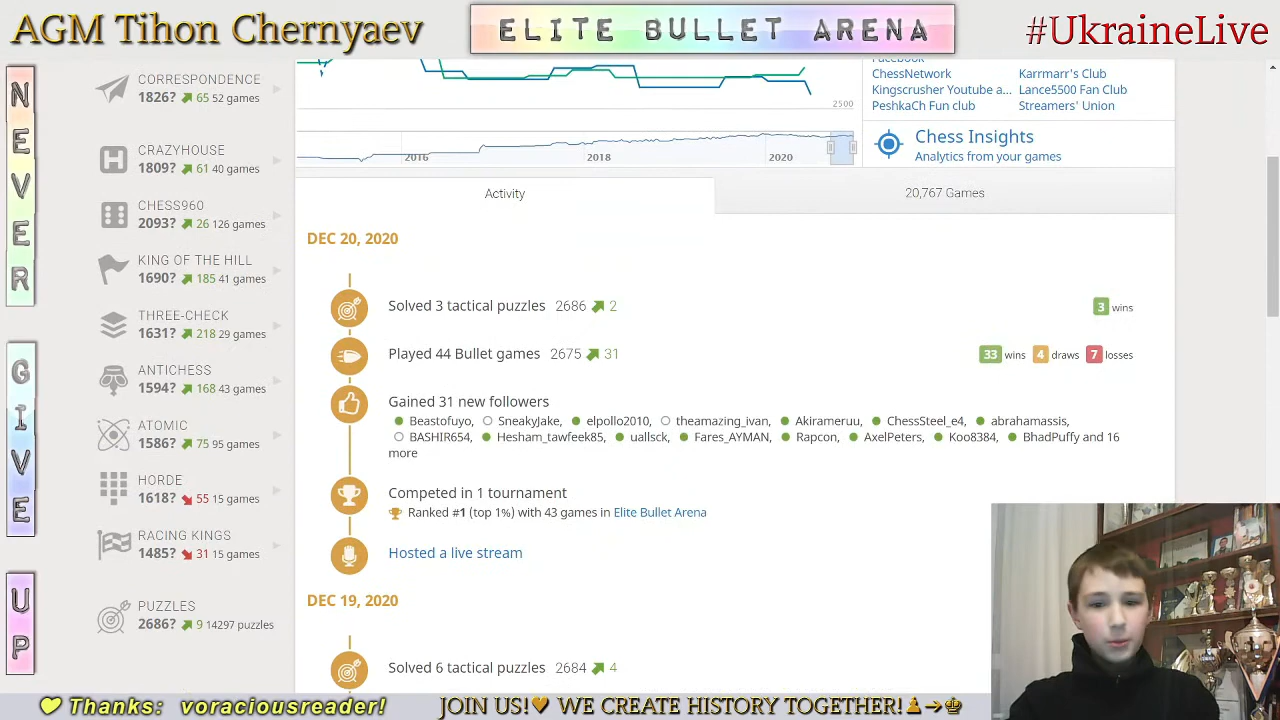 AGM Tihon Chernyaev
ELITE BULLET ARENA
#UkraineLive
NEVER
GIVE
UP
CORRESPONDENCE
1826? 65 52 games
CRAZYHOUSE
1809? 61 40 games
CHESS960
2093? 26 126 games
KING OF THE HILL
1690? 185 41 games
THREE-CHECK
1631? 218 29 games
ANTICHESS
1594? 168 43 games
ATOMIC
1586? 75 95 games
HORDE
1618? 55 15 games
RACING KINGS
1485? 31 15 games
PUZZLES
2686? 9 14297 puzzles
2500
2016 2018 2020
Facebook
ChessNetwork Karrmarr's Club
Kingscrusher Youtube a... Lance5500 Fan Club
PeshkaCh Fun club Streamers' Union
Chess Insights
Analytics from your games
Activity 20,767 Games
DEC 20, 2020
Solved 3 tactical puzzles 2686 2 3 wins
Played 44 Bullet games 2675 31 33 wins 4 draws 7 losses
Gained 31 new followers
Beastofuyo, SneakyJake, elpollo2010, theamazing_ivan, Akirameruu, ChessSteel_e4, abrahamassis,
BASHIR654, Hesham_tawfeek85, uallsck, Fares_AYMAN, Rapcon, AxelPeters, Koo8384, BhadPuffy and 16
more
Competed in 1 tournament
Ranked #1 (top 1%) with 43 games in Elite Bullet Arena
Hosted a live stream
DEC 19, 2020
Solved 6 tactical puzzles 2684 4
Thanks: voraciousreader! JOIN US! WE CREATE HISTORY TOGETHER!